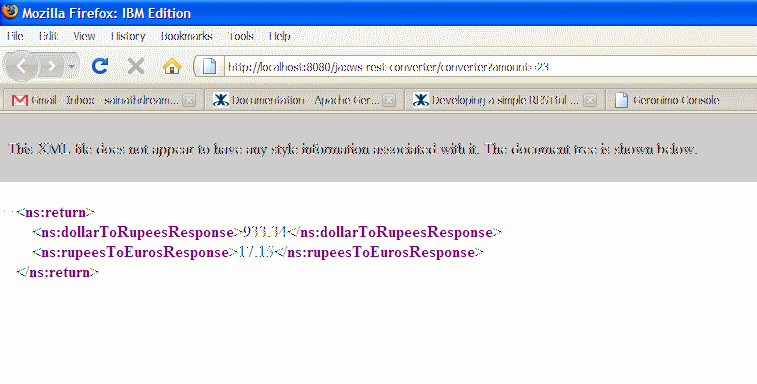 Mozilla Firefox: IBM Edition
File Edit View History Bookmarks Tools Help
http://localhost:8080/jaxws-rest-converter/converter?amount=23
Gmail - Inbox - sainathdream... Documentation - Apache Ger... Developing a simple RESTful ... Geronimo Console
This XML file does not appear to have any style information associated with it. The document tree is shown below.
- <ns:return>
<ns:dollarToRupeesResponse>933.34</ns:dollarToRupeesResponse>
<ns:rupeesToEurosResponse>17.15</ns:rupeesToEurosResponse>
</ns:return>